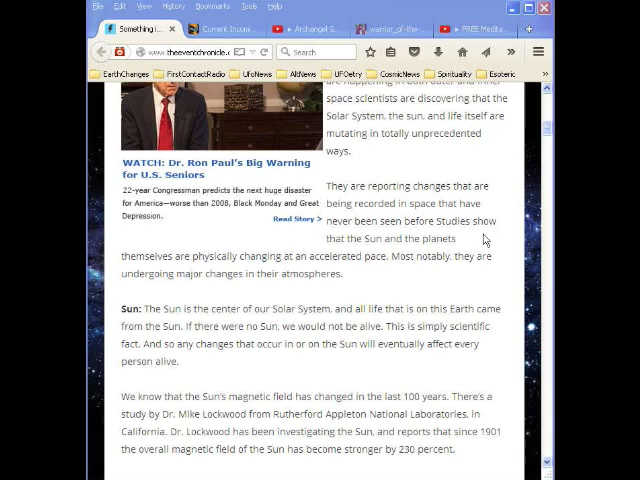 File Edit View History Bookmarks Tools Help
Something i... Current Incom... Archangel G... warrior_of-the-... FREE Medita...
www.theeventchronicle.c Search
EarthChanges FirstContactRadio UfoNews AltNews UFOetry CosmicNews Spirituality Esoteric
are happening in both outer and inner
space scientists are discovering that the
Solar System, the sun, and life itself are
mutating in totally unprecedented
ways.
WATCH: Dr. Ron Paul's Big Warning
for U.S. Seniors
22-year Congressman predicts the next huge disaster
for America—worse than 2008, Black Monday and Great
Depression.
Read Story >
They are reporting changes that are
being recorded in space that have
never been seen before Studies show
that the Sun and the planets
themselves are physically changing at an accelerated pace. Most notably, they are
undergoing major changes in their atmospheres.
Sun: The Sun is the center of our Solar System, and all life that is on this Earth came
from the Sun. If there were no Sun, we would not be alive. This is simply scientific
fact. And so any changes that occur in or on the Sun will eventually affect every
person alive.
We know that the Sun's magnetic field has changed in the last 100 years. There's a
study by Dr. Mike Lockwood from Rutherford Appleton National Laboratories, in
California. Dr. Lockwood has been investigating the Sun, and reports that since 1901
the overall magnetic field of the Sun has become stronger by 230 percent.